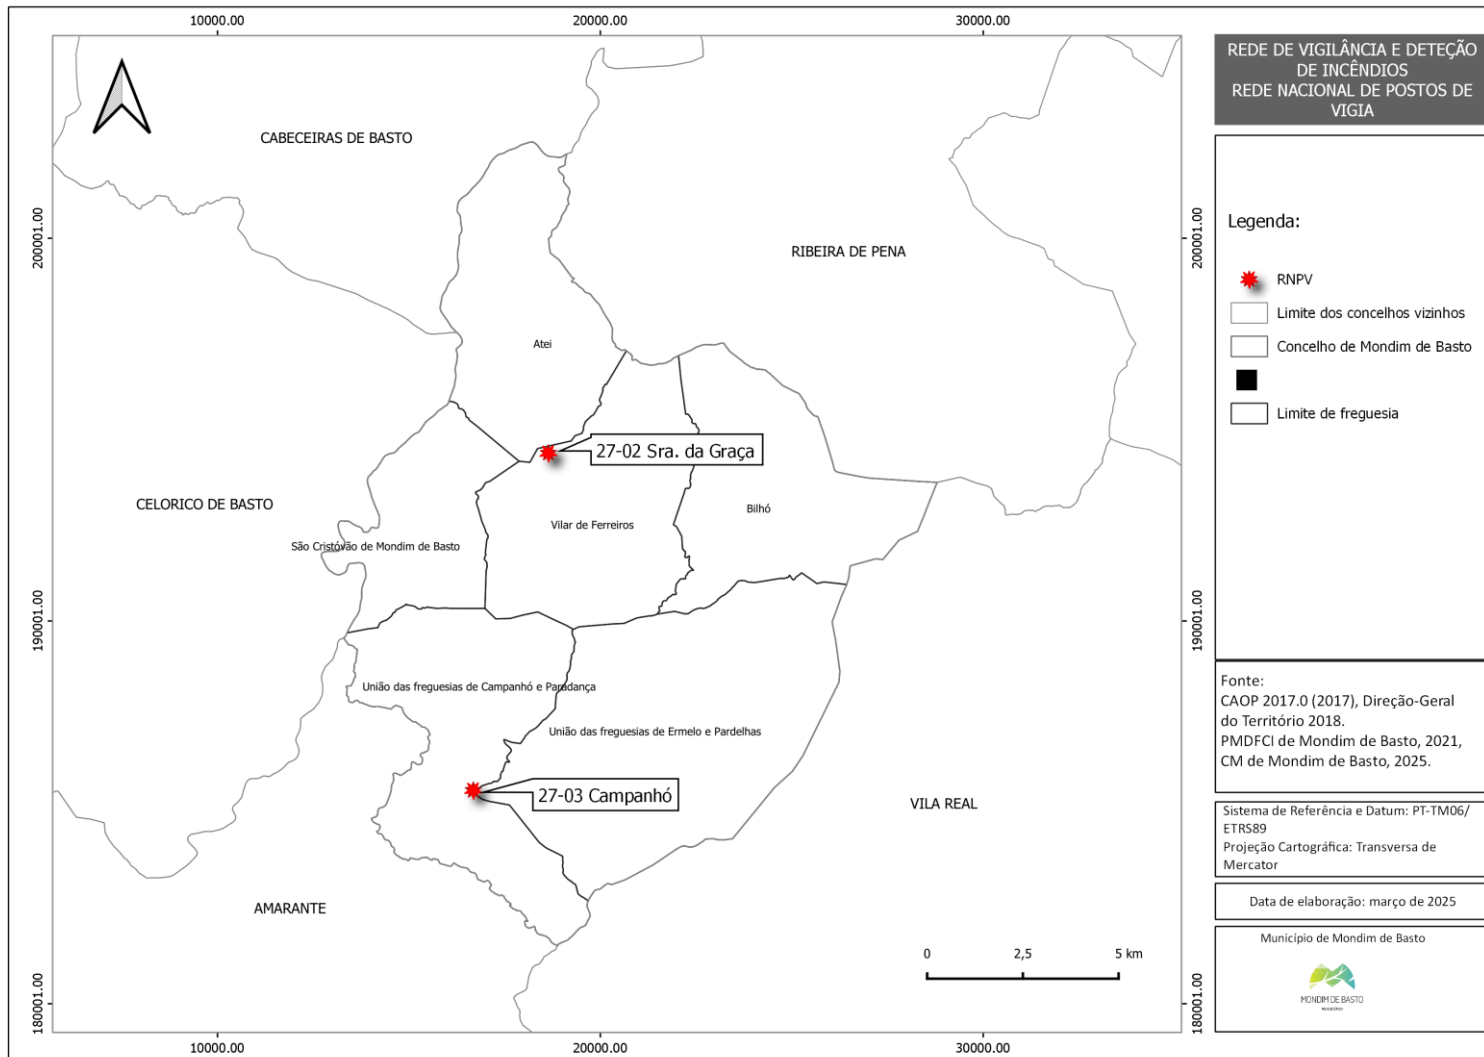 10000.00
20000.00
30000.00
REDE DE VIGILÂNCIA E DETEÇÃO
DE INCÊNDIOS
REDE NACIONAL DE POSTOS DE
VIGIA
CABECEIRAS DE BASTO
200001.00
RIBEIRA DE PENA
200001.00
Legenda:
RNPV
Limite dos concelhos vizinhos
Concelho de Mondim de Basto
Limite de freguesia
Atei
27-02 Sra. da Graça
CELORICO DE BASTO
Bilhó
Vilar de Ferreiros
São Cristóvão de Mondim de Basto
190001.00
190001.00
União das freguesias de Campanhó e Paradança
União das freguesias de Ermelo e Pardelhas
27-03 Campanhó
VILA REAL
AMARANTE
Fonte:
CAOP 2017.0 (2017), Direção-Geral
do Território 2018.
PMDFCI de Mondim de Basto, 2021,
CM de Mondim de Basto, 2025.
Sistema de Referência e Datum: PT-TM06/
ETRS89
Projeção Cartográfica: Transversa de
Mercator
Data de elaboração: março de 2025
Município de Mondim de Basto
MONDIM DE BASTO
MUNICÍPIO
0 2,5 5 km
180001.00
180001.00
10000.00
20000.00
30000.00